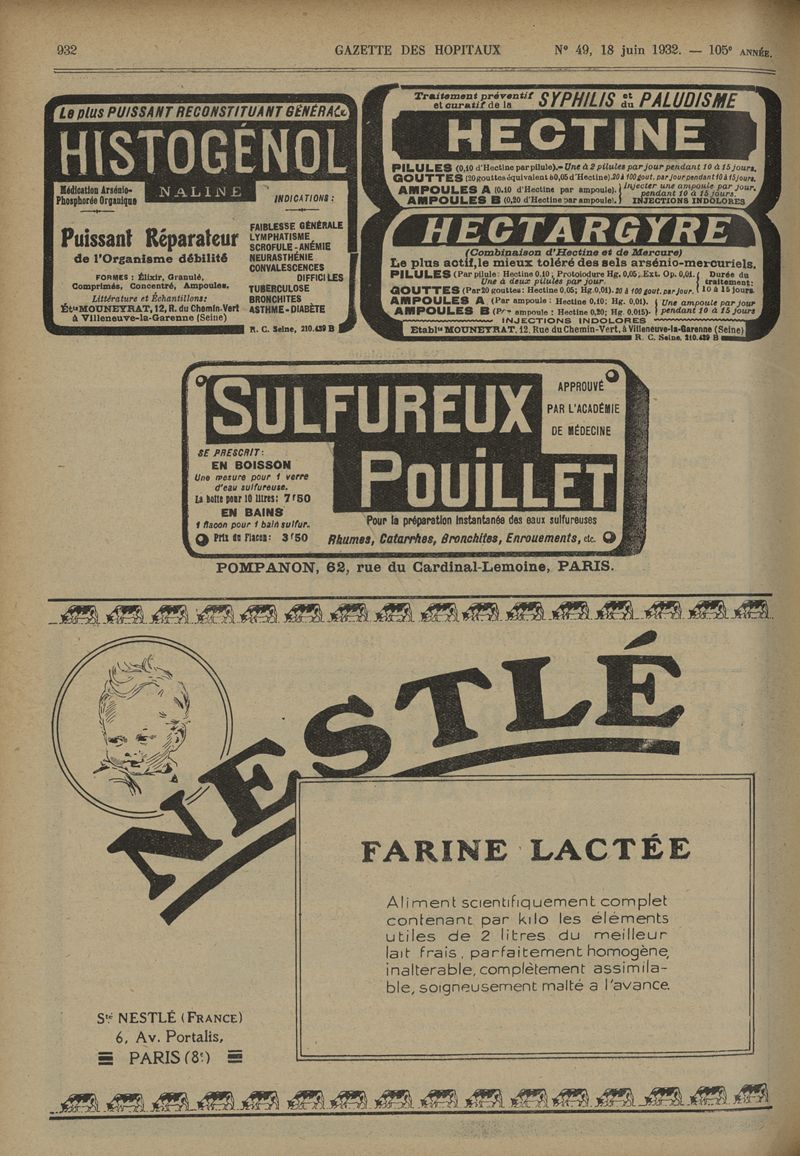 932 GAZETTE DES HOPITAUX N° 49, 18 juin 1932. — 105e ANNÉE.
Le plus PUISSANT RECONSTITUANT GÉNÉRAL
HISTOGÉNOL
Médication Arsénio-
Phosphorée Organique
NALINE
INDICATIONS :
Puissant Réparateur
de l'Organisme débilité
FORMES : Élixir, Granulé,
Comprimés, Concentré, Ampoules.
Littérature et Échantillons:
Étts MOUNEYRAT, 12, R. du Chemin-Vert
à Villeneuve-la-Garenne (Seine)
FAIBLESSE GÉNÉRALE
LYMPHATISME
SCROFULE - ANÉMIE
NEURASTHÉNIE
CONVALESCENCES
DIFFICILES
TUBERCULOSE
BRONCHITES
ASTHME - DIABÈTE
R. C. Seine, 210.439 B
Traitement préventif
et curatif de la SYPHILIS et du PALUDISME
HECTINE
PILULES (0,10 d'Hectine par pilule).- Une à 2 pilules par jour pendant 10 à 15 jours.
GOUTTES (20 gouttes équivalent à 0,05 d'Hectine). 20 à 100 gout. par jour pendant 10 à 15 jours.
AMPOULES A (0,10 d'Hectine par ampoule). Injecter une ampoule par jour.
pendant 10 à 15 jours.
AMPOULES B (0,20 d'Hectine par ampoule). INJECTIONS INDOLORES
HECTARGYRE
(Combinaison d'Hectine et de Mercure)
Le plus actif, le mieux toléré des sels arsénio-mercuriels.
PILULES (Par pilule: Hectine 0,10; Protoiodure Hg. 0,05; Ext. Op. 0,01. Durée du
Une à deux pilules par jour. traitement:
GOUTTES (Par 20 gouttes: Hectine 0,05; Hg. 0,01). 20 à 100 gout. par jour. 10 à 15 jours.
AMPOULES A (Par ampoule : Hectine 0,10; Hg. 0,01). Une ampoule par jour
AMPOULES B (Par ampoule : Hectine 0,20; Hg. 0,015). pendant 10 à 15 jours
INJECTIONS INDOLORES
Etablts MOUNEYRAT, 12, Rue du Chemin-Vert, à Villeneuve-la-Garenne (Seine)
R. C. Seine, 210.439 B
SULFUREUX
POUILLET
APPROUVÉ
PAR L'ACADÉMIE
DE MÉDECINE
SE PRESCRIT:
EN BOISSON
Une mesure pour 1 verre
d'eau sulfureuse.
La boîte pour 10 litres: 7f50
EN BAINS
1 flacon pour 1 bain sulfur.
Prix du Flacon: 3f50
Pour la préparation instantanée des eaux sulfureuses
Rhumes, Catarrhes, Bronchites, Enrouements, etc.
POMPANON, 62, rue du Cardinal-Lemoine, PARIS.
NESTLÉ
FARINE LACTÉE
Aliment scientifiquement complet
contenant par kilo les éléments
utiles de 2 litres du meilleur
lait frais, parfaitement homogène,
inalterable, complètement assimila-
ble, soigneusement malté a l'avance.
Sté NESTLÉ (FRANCE)
6, Av. Portalis,
PARIS (8e)